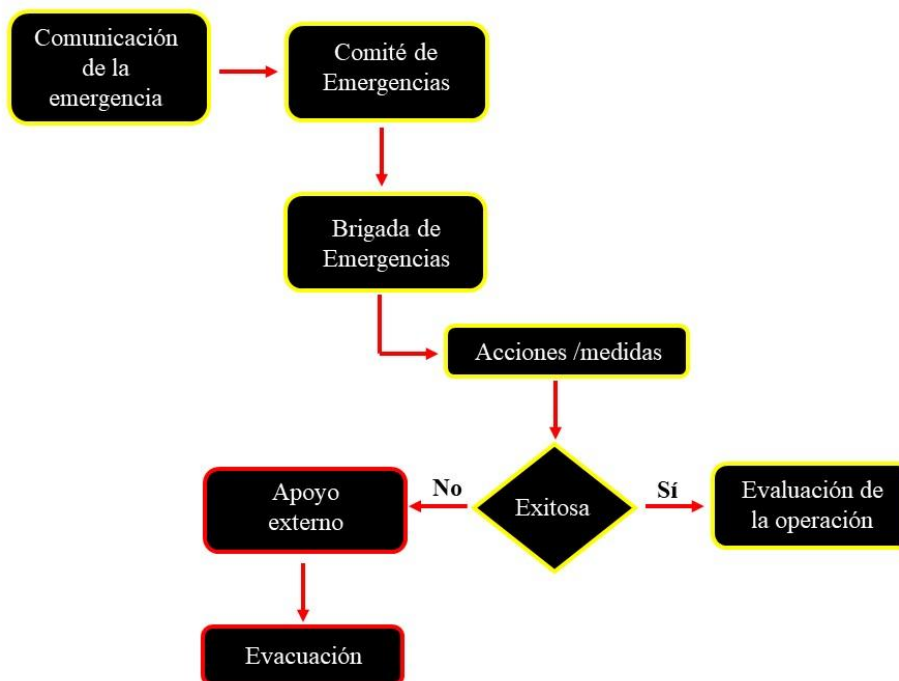 Comunicación
de la
emergencia
Comité de
Emergencias
Brigada de
Emergencias
Acciones /medidas
Exitosa
No
Sí
Apoyo
externo
Evaluación de
la operación
Evacuación